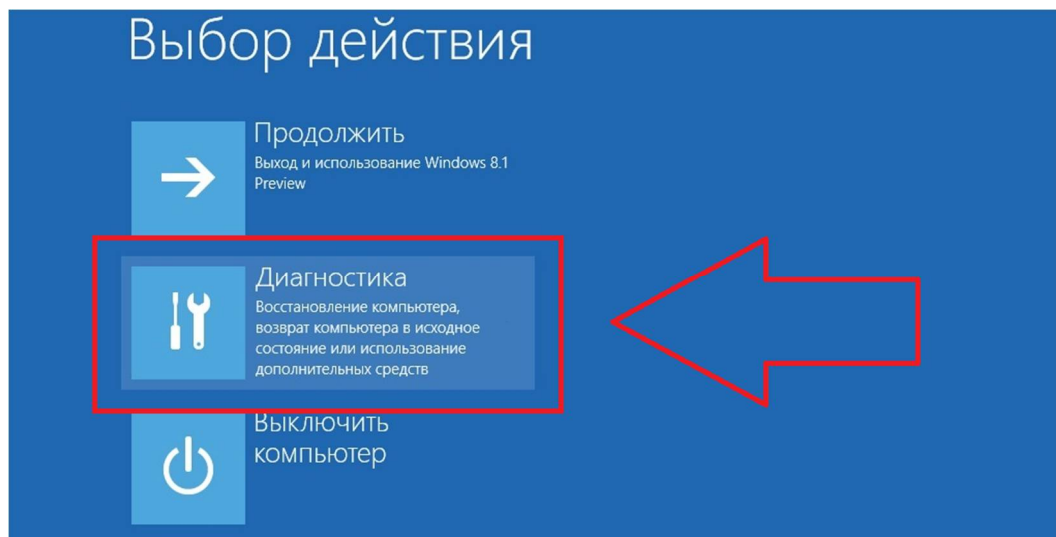 Выбор действия
Продолжить
Выход и использование Windows 8.1
Preview
Диагностика
Восстановление компьютера,
возврат компьютера в исходное
состояние или использование
дополнительных средств
Выключить
компьютер